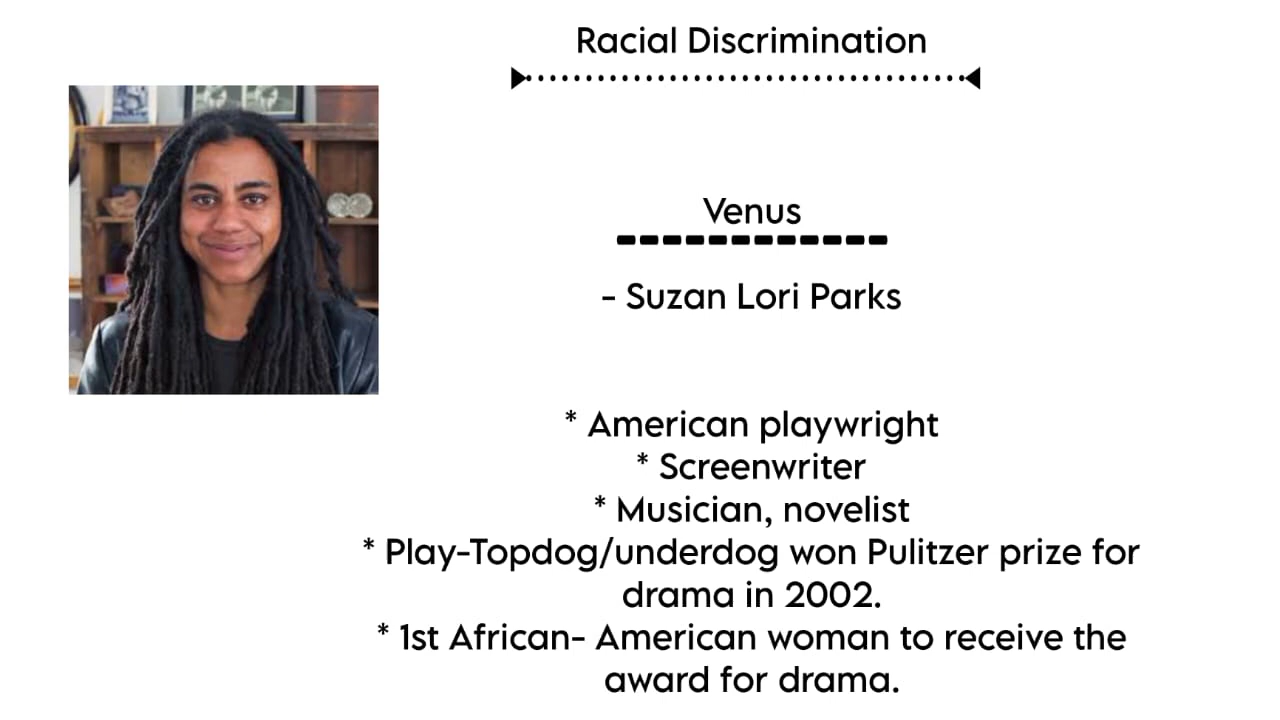 Racial Discrimination
Venus
- Suzan Lori Parks
* American playwright
* Screenwriter
* Musician, novelist
* Play-Topdog/underdog won Pulitzer prize for
drama in 2002.
* 1st African- American woman to receive the
award for drama.